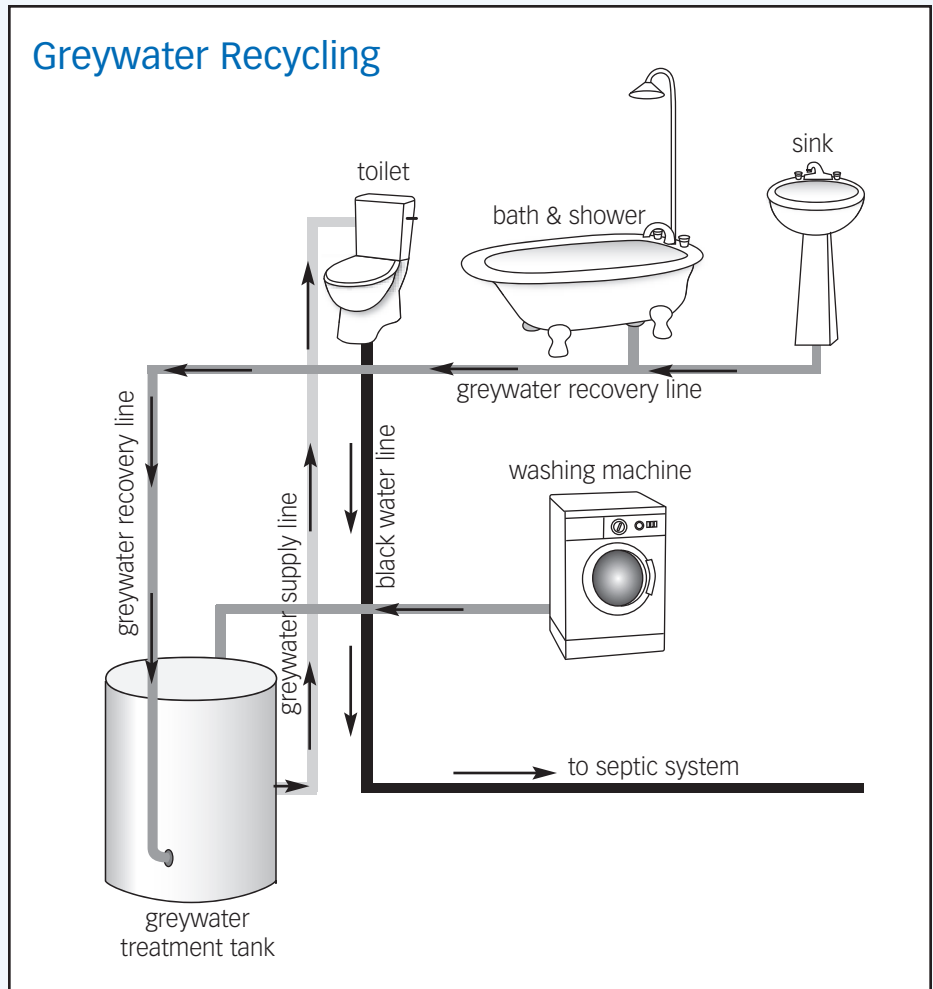 Greywater Recycling
sink
toilet
bath & shower
greywater recovery line
greywater recovery line
greywater supply line
black water line
washing machine
to septic system
greywater
treatment tank